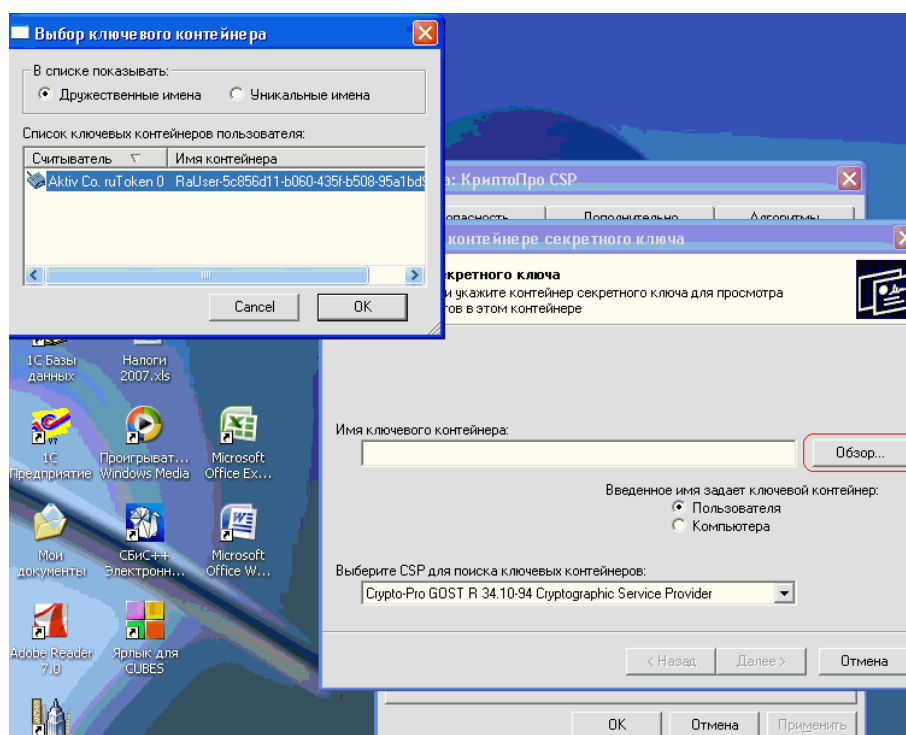 Выбор ключевого контейнера
В списке показывать:
Дружественные имена
Уникальные имена
Список ключевых контейнеров пользователя:
Считыватель
Имя контейнера
Aktiv Co. ruToken 0
RaUser-5c856d11-b060-435f-b508-95a1bd9
Cancel
OK
а: КриптоПро CSP
опасность
Дополнительно
Алгоритмы
контейнере секретного ключа
екретного ключа
и укажите контейнер секретного ключа для просмотра
тов в этом контейнере
Имя ключевого контейнера:
Обзор...
Введенное имя задает ключевой контейнер:
Пользователя
Компьютера
Выберите CSP для поиска ключевых контейнеров:
Crypto-Pro GOST R 34.10-94 Cryptographic Service Provider
< Назад
Далее >
Отмена
OK
Отмена
Применить
1С Базы
данных
Налоги
2007.xls
1С
Предприятие
Проигрыват...
Windows Media
Microsoft
Office Ex...
Мои
документы
СБиС++
Электронн...
Microsoft
Office W...
Adobe Reader
7.0
Ярлык для
CUBES